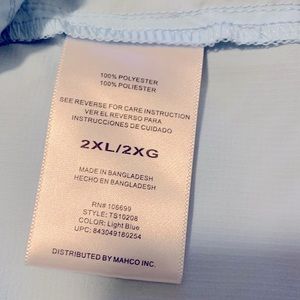 100% POLYESTER
100% POLIESTER
SEE REVERSE FOR CARE INSTRUCTION
VER EL REVERSO PARA
INSTRUCCIONES DE CUIDADO
2XL/2XG
MADE IN BANGLADESH
HECHO EN BANGLADESH
RN# 106699
STYLE: TS10208
COLOR: Light Blue
UPC: 843049180254
DISTRIBUTED BY MAHCO INC.